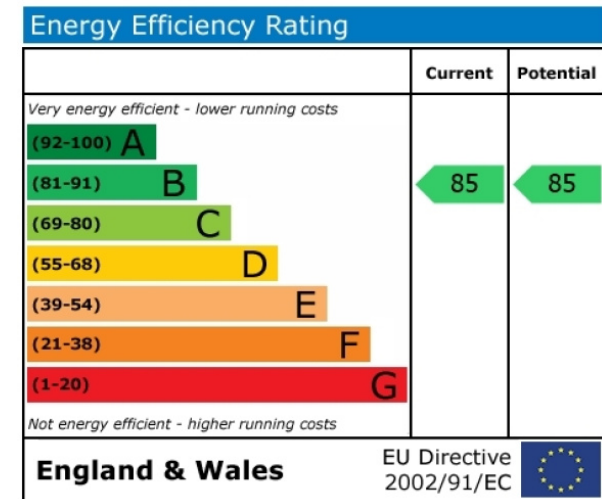 Energy Efficiency Rating
Current Potential
Very energy efficient - lower running costs
(92-100) A
(81-91) B 85 85
(69-80) C
(55-68) D
(39-54) E
(21-38) F
(1-20) G
Not energy efficient - higher running costs
England & Wales
EU Directive
2002/91/EC